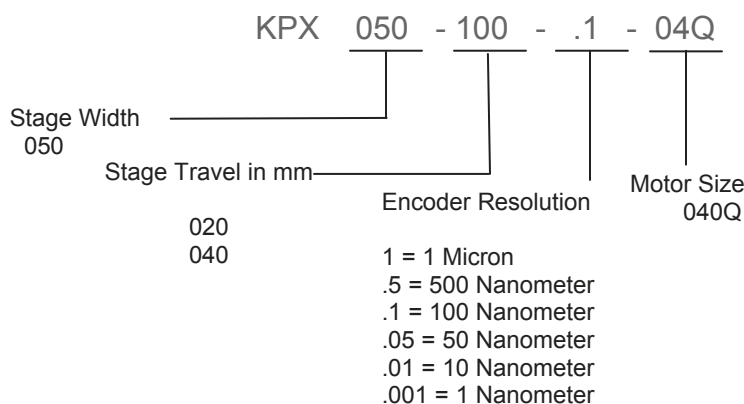 KPX 050 - 100 - .1 - 04Q
Stage Width
050
Stage Travel in mm
020
040
Encoder Resolution
1 = 1 Micron
.5 = 500 Nanometer
.1 = 100 Nanometer
.05 = 50 Nanometer
.01 = 10 Nanometer
.001 = 1 Nanometer
Motor Size
040Q